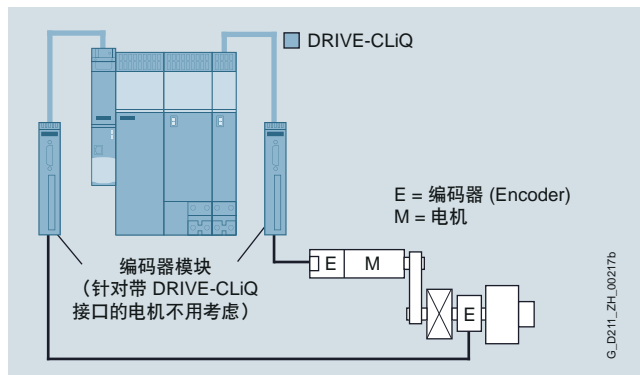 DRIVE-CLiQ
E = 编码器 (Encoder)
M = 电机
编码器模块
（针对带 DRIVE-CLiQ
接口的电机不用考虑）
E M
E
G_D211_ZH_00217b